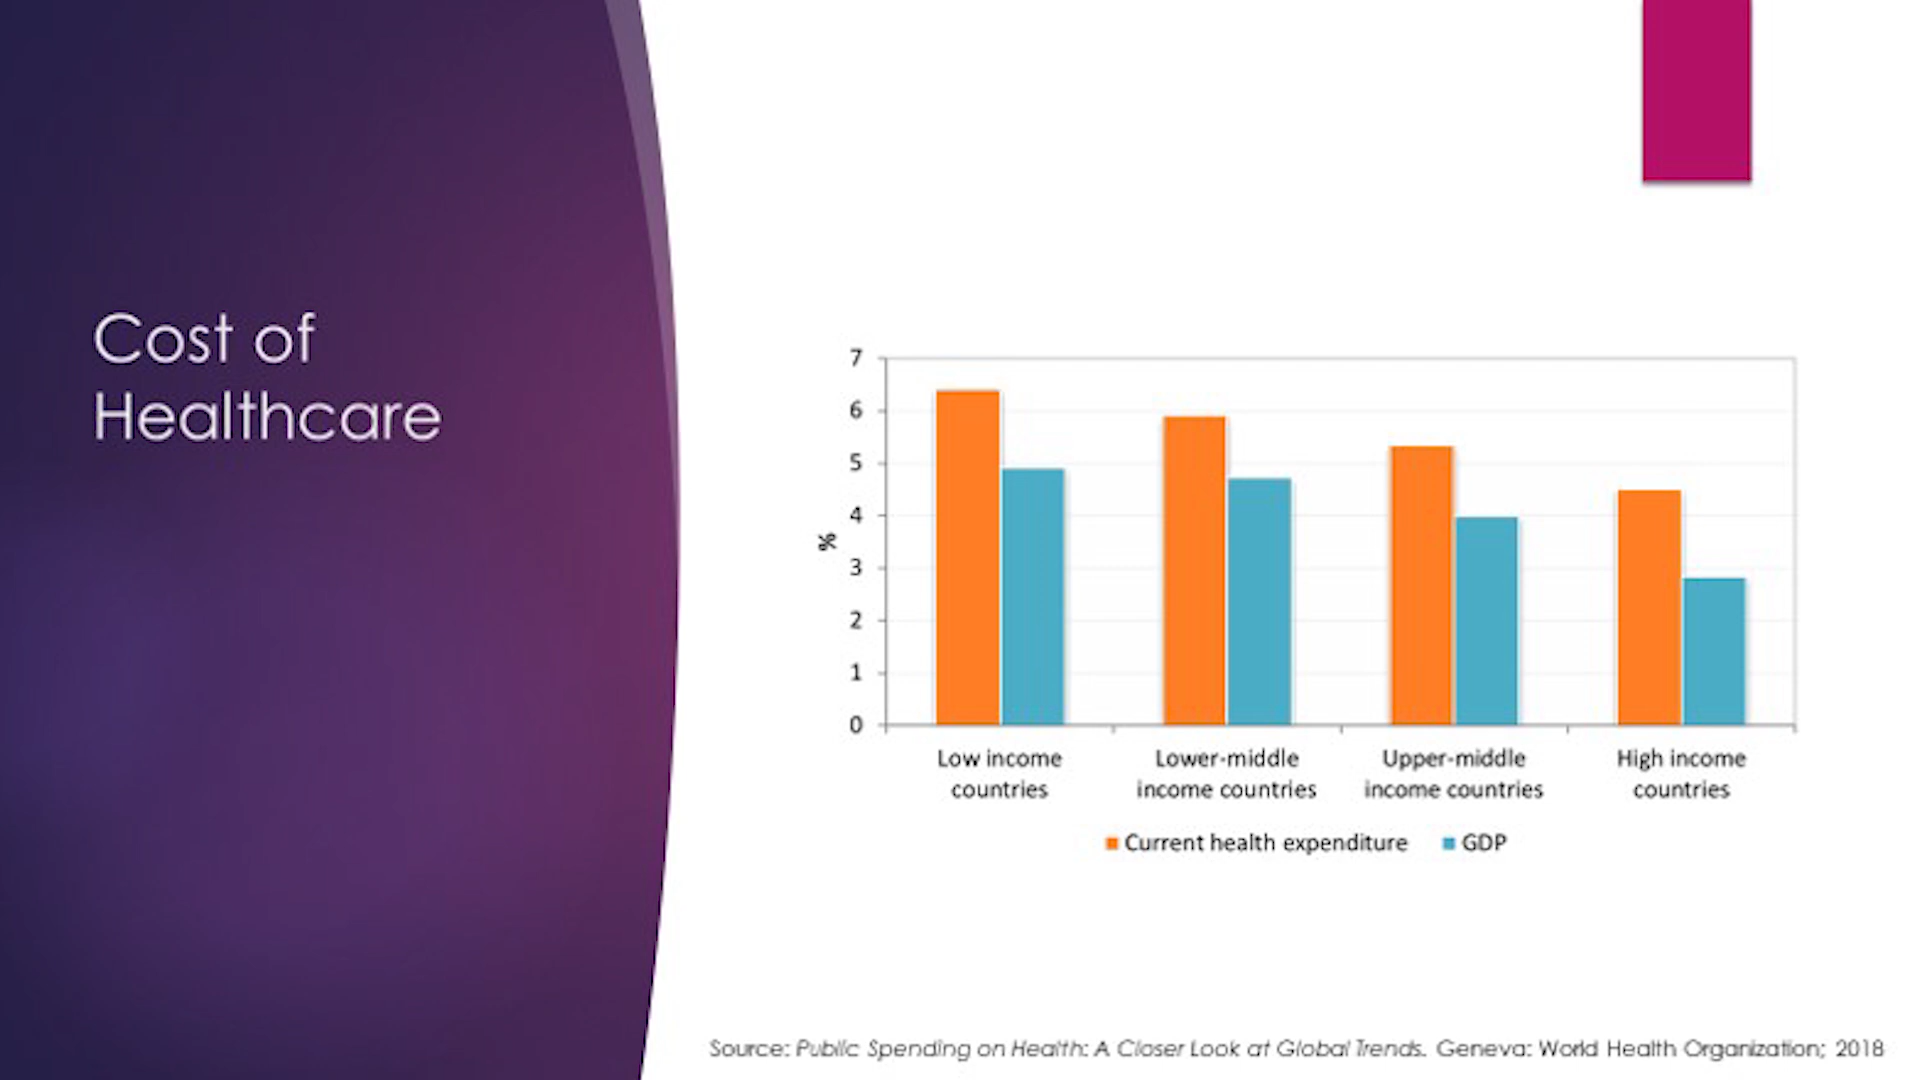 Cost of
Healthcare
7
6
5
4
3
2
1
0
%
Low income
countries
Lower-middle
income countries
Upper-middle
income countries
High income
countries
Current health expenditure
GDP
Source: Public Spending on Health: A Closer Look at Global Trends. Geneva: World Health Organization; 2018